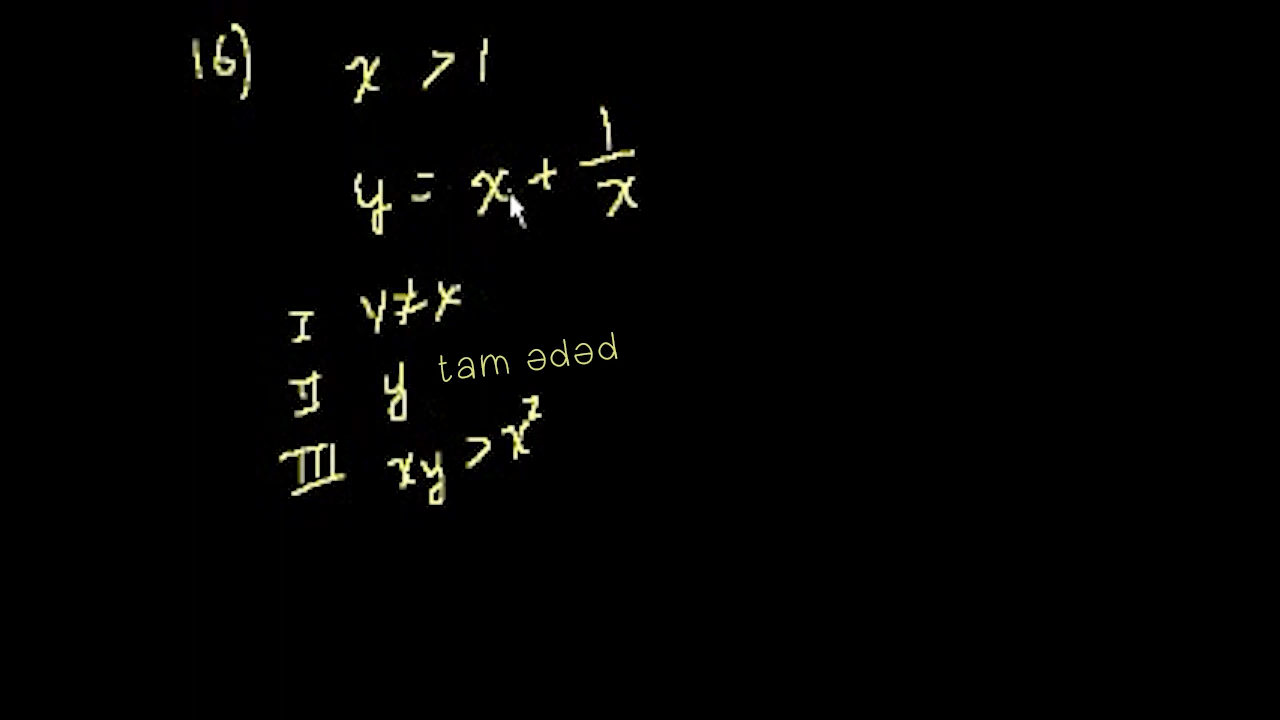 16) x > 1
y = x + 1/x
I y ≠ x
II y tam ədəd
III xy > x²